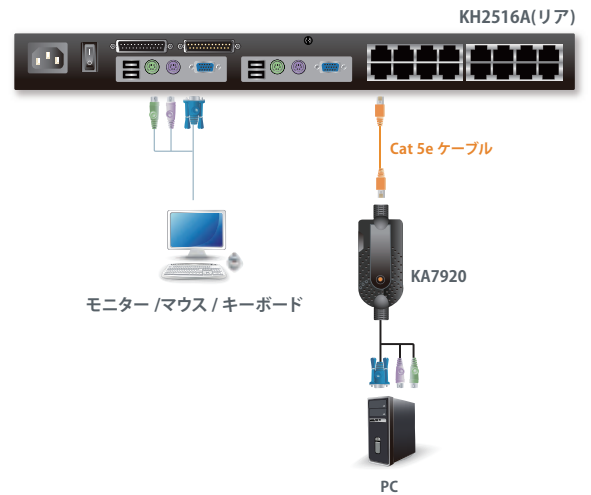 KH2516A(リア)
Cat 5e ケーブル
KA7920
モニター /マウス / キーボード
PC